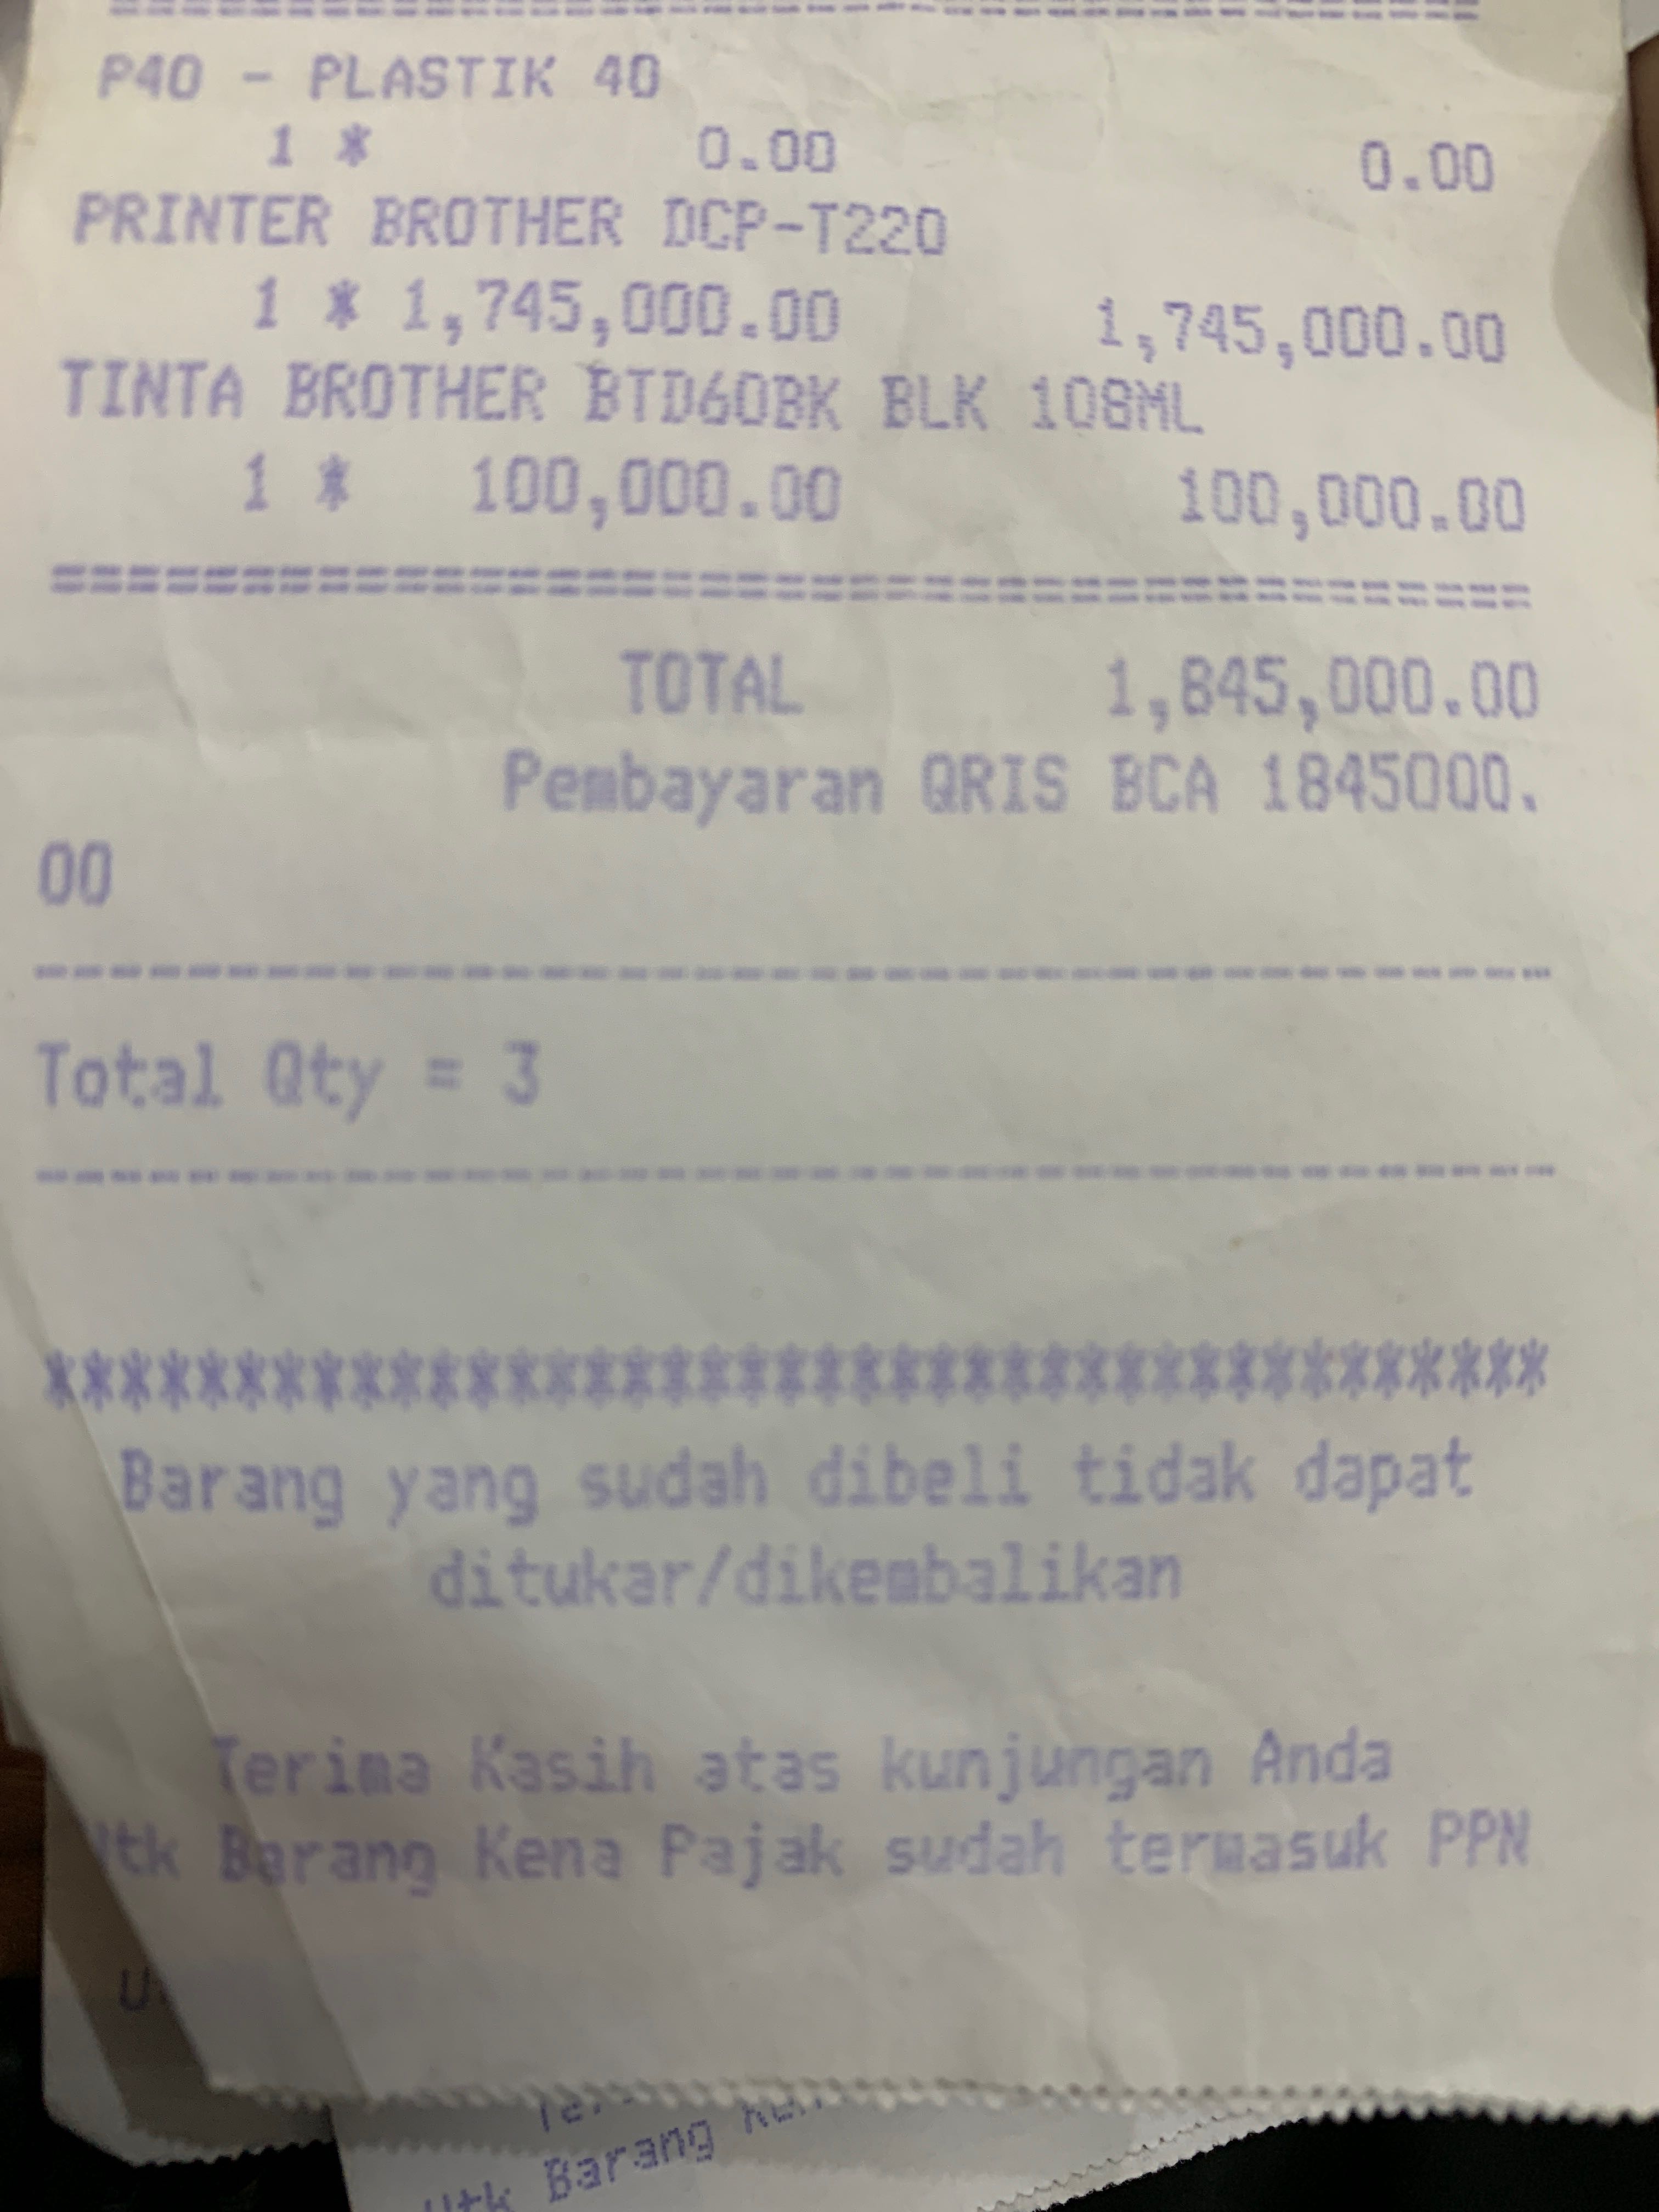 P40 - PLASTIK 40
1 * 0.00 0.00
PRINTER BROTHER DCP-T220
1 * 1,745,000.00 1,745,000.00
TINTA BROTHER BTD60BK BLK 108ML
1 * 100,000.00 100,000.00
================================
TOTAL 1,845,000.00
Pembayaran QRIS BCA 1845000.
00
----------------------------------------
Total Qty = 3
----------------------------------------
****************************************
Barang yang sudah dibeli tidak dapat
ditukar/dikembalikan
Terima Kasih atas kunjungan Anda
Utk Barang Kena Pajak sudah termasuk PPN
Utk Barang